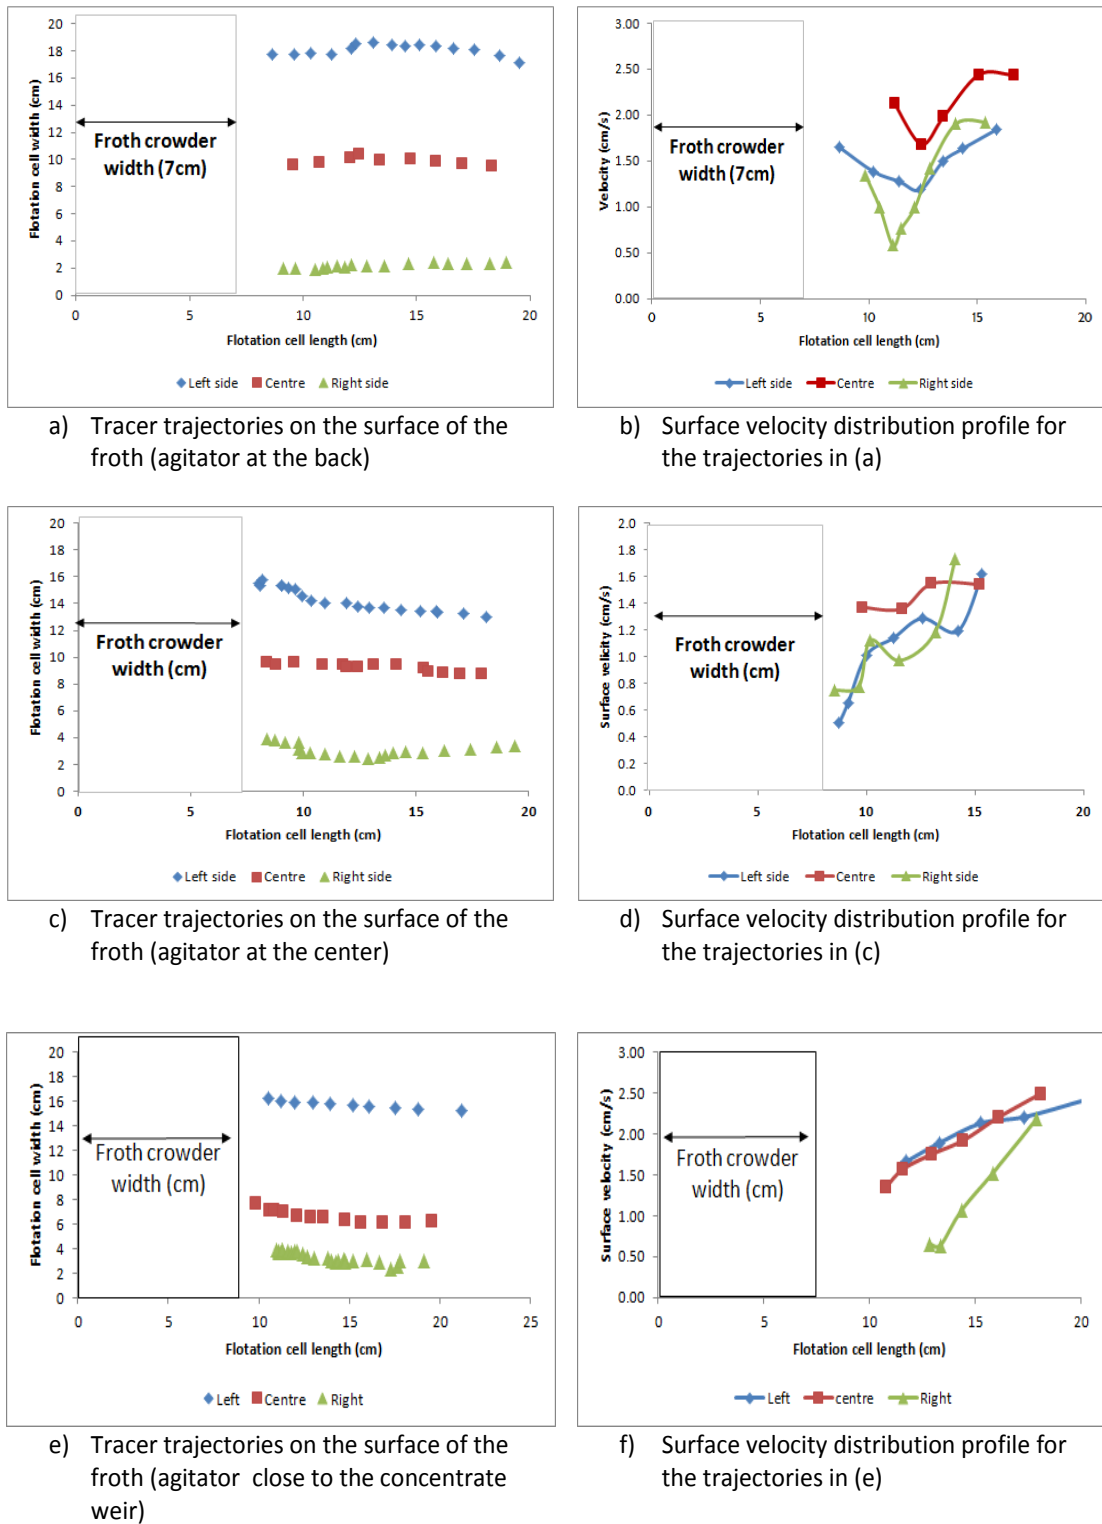 20
18
16
14
12
10
8
6
4
2
0
Flotation cell width (cm)
Froth crowder
width (7cm)
0
5
10
15
20
Flotation cell length (cm)
Left side
Centre
Right side
a) Tracer trajectories on the surface of the
froth (agitator at the back)
3.00
2.50
2.00
1.50
1.00
0.50
0.00
Velocity (cm/s)
Froth crowder
width (7cm)
0
5
10
15
20
Flotation cell length (cm)
Left side
Centre
Right side
b) Surface velocity distribution profile for
the trajectories in (a)
20
18
16
14
12
10
8
6
4
2
0
Flotation cell width (cm)
Froth crowder
width (cm)
0
5
10
15
20
Flotation cell length (cm)
Left side
Centre
Right side
c) Tracer trajectories on the surface of the
froth (agitator at the center)
2.0
1.8
1.6
1.4
1.2
1.0
0.8
0.6
0.4
0.2
0.0
Surface velicity (cm/s)
Froth crowder
width (cm)
0
5
10
15
20
Flotation cell length (cm)
Left side
Centre
Right side
d) Surface velocity distribution profile for
the trajectories in (c)
20
18
16
14
12
10
8
6
4
2
0
Flotation cell width (cm)
Froth crowder
width (cm)
0
5
10
15
20
25
Flotation cell length (cm)
Left
Centre
Right
e) Tracer trajectories on the surface of the
froth (agitator close to the concentrate
weir)
3.00
2.50
2.00
1.50
1.00
0.50
0.00
Surface velocity (cm/s)
Froth crowder
width (cm)
0
5
10
15
20
Flotation cell length (cm)
Left
centre
Right
f) Surface velocity distribution profile for
the trajectories in (e)